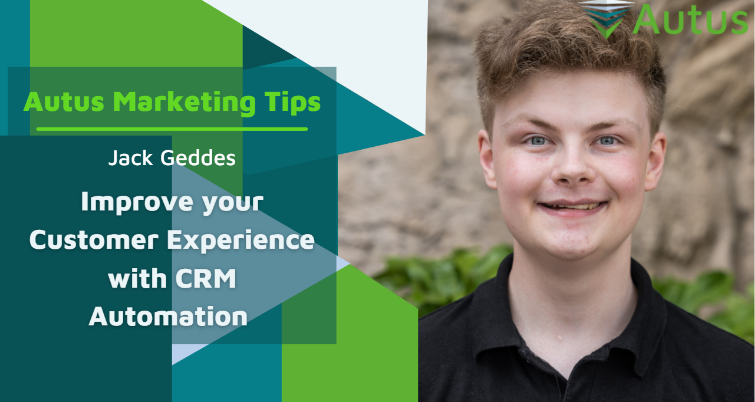 Autus
Autus Marketing Tips
Jack Geddes
Improve your
Customer Experience
with CRM
Automation